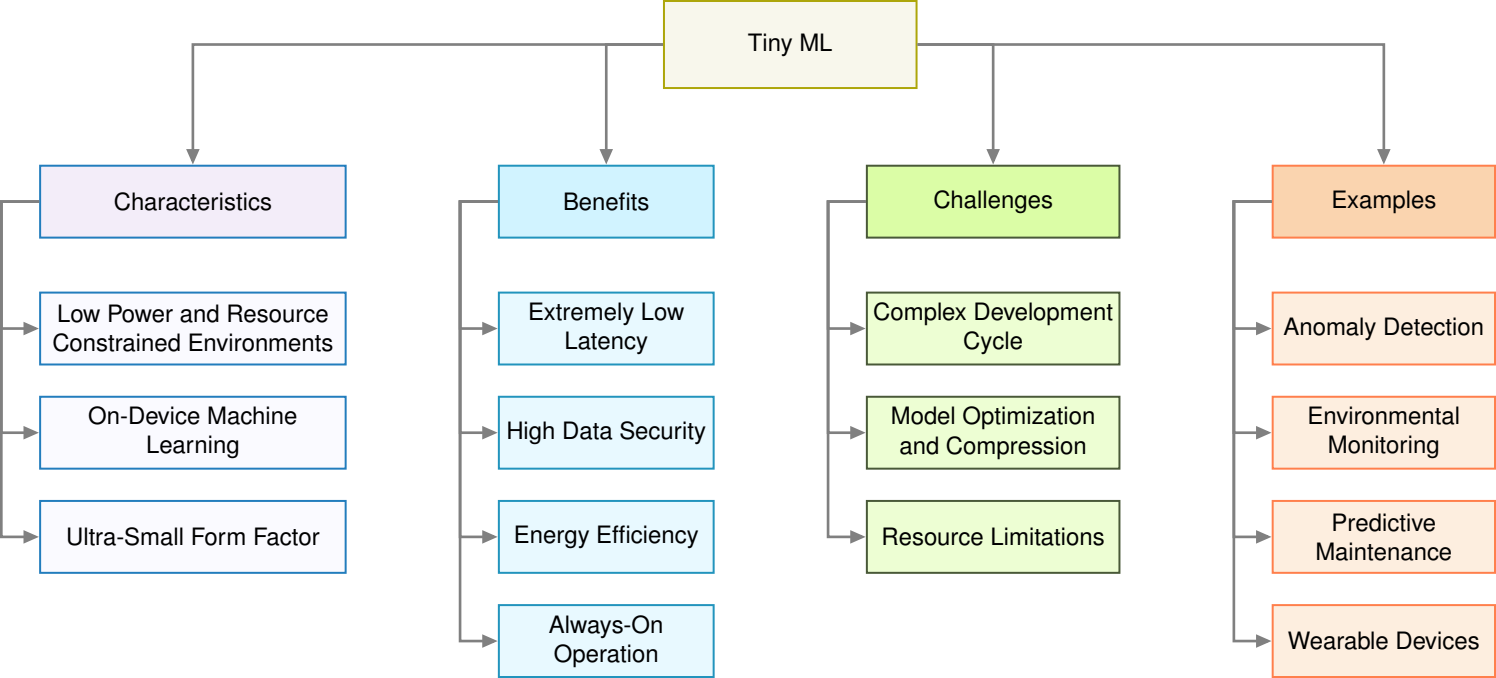 Tiny ML
Characteristics
Low Power and Resource
Constrained Environments
On-Device Machine
Learning
Ultra-Small Form Factor
Benefits
Extremely Low
Latency
High Data Security
Energy Efficiency
Always-On
Operation
Challenges
Complex Development
Cycle
Model Optimization
and Compression
Resource Limitations
Examples
Anomaly Detection
Environmental
Monitoring
Predictive
Maintenance
Wearable Devices